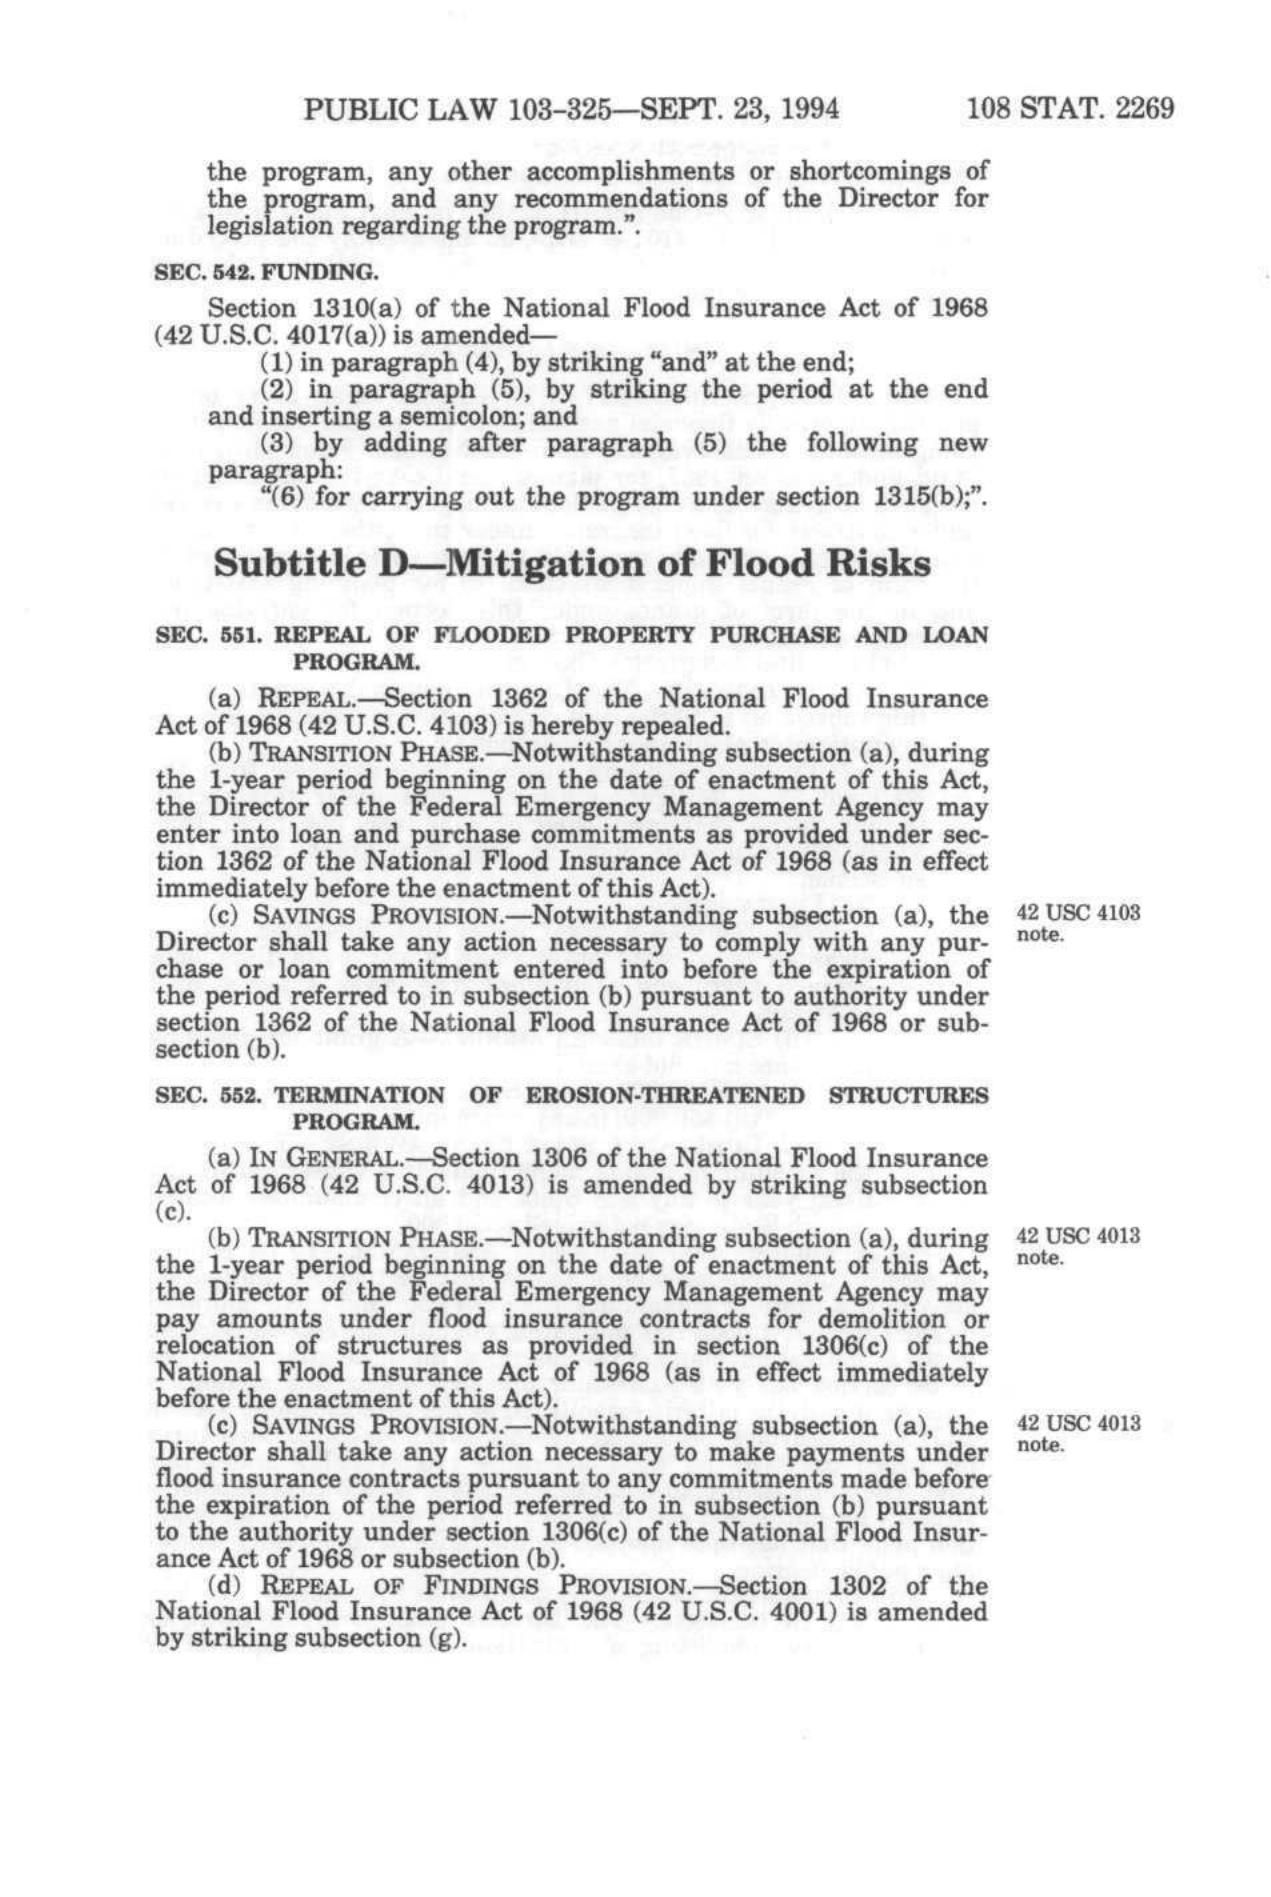 PUBLIC LAW 103–325—SEPT. 23, 1994 108 STAT. 2269
the program, any other accomplishments or shortcomings of
the program, and any recommendations of the Director for
legislation regarding the program.”.
SEC. 542. FUNDING.
Section 1310(a) of the National Flood Insurance Act of 1968
(42 U.S.C. 4017(a)) is amended—
(1) in paragraph (4), by striking “and” at the end;
(2) in paragraph (5), by striking the period at the end
and inserting a semicolon; and
(3) by adding after paragraph (5) the following new
paragraph:
“(6) for carrying out the program under section 1315(b);”.
Subtitle D—Mitigation of Flood Risks
SEC. 551. REPEAL OF FLOODED PROPERTY PURCHASE AND LOAN
PROGRAM.
(a) REPEAL.—Section 1362 of the National Flood Insurance
Act of 1968 (42 U.S.C. 4103) is hereby repealed.
(b) TRANSITION PHASE.—Notwithstanding subsection (a), during
the 1-year period beginning on the date of enactment of this Act,
the Director of the Federal Emergency Management Agency may
enter into loan and purchase commitments as provided under sec-
tion 1362 of the National Flood Insurance Act of 1968 (as in effect
immediately before the enactment of this Act).
(c) SAVINGS PROVISION.—Notwithstanding subsection (a), the
Director shall take any action necessary to comply with any pur-
chase or loan commitment entered into before the expiration of
the period referred to in subsection (b) pursuant to authority under
section 1362 of the National Flood Insurance Act of 1968 or sub-
section (b).
42 USC 4103
note.
SEC. 552. TERMINATION OF EROSION-THREATENED STRUCTURES
PROGRAM.
(a) IN GENERAL.—Section 1306 of the National Flood Insurance
Act of 1968 (42 U.S.C. 4013) is amended by striking subsection
(c).
(b) TRANSITION PHASE.—Notwithstanding subsection (a), during
the 1-year period beginning on the date of enactment of this Act,
the Director of the Federal Emergency Management Agency may
pay amounts under flood insurance contracts for demolition or
relocation of structures as provided in section 1306(c) of the
National Flood Insurance Act of 1968 (as in effect immediately
before the enactment of this Act).
42 USC 4013
note.
(c) SAVINGS PROVISION.—Notwithstanding subsection (a), the
Director shall take any action necessary to make payments under
flood insurance contracts pursuant to any commitments made before
the expiration of the period referred to in subsection (b) pursuant
to the authority under section 1306(c) of the National Flood Insur-
ance Act of 1968 or subsection (b).
42 USC 4013
note.
(d) REPEAL OF FINDINGS PROVISION.—Section 1302 of the
National Flood Insurance Act of 1968 (42 U.S.C. 4001) is amended
by striking subsection (g).